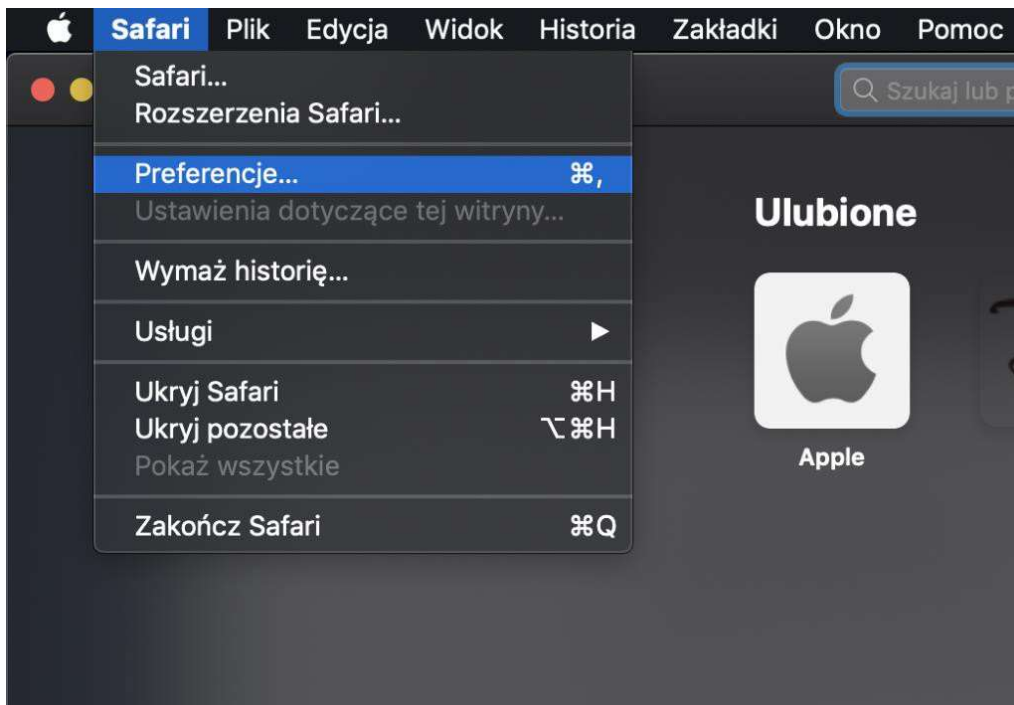 Safari Plik Edycja Widok Historia Zakładki Okno Pomoc
Szukaj lub
Safari...
Rozszerzenia Safari...
Preferencje... ⌘,
Ustawienia dotyczące tej witryny...
Wymaż historię...
Usługi ▶
Ukryj Safari ⌘H
Ukryj pozostałe ⌥⌘H
Pokaż wszystkie
Zakończ Safari ⌘Q
Ulubione
Apple